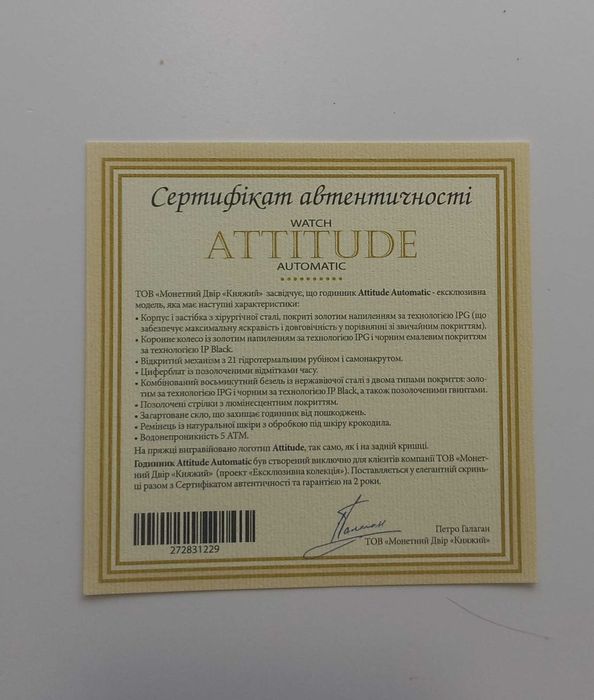 Сертифікат автентичності
WATCH
ATTITUDE
AUTOMATIC
ТОВ «Монетний Двір «Княжий» засвідчує, що годинник Attitude Automatic - ексклюзивна
модель, яка має наступні характеристики:
• Корпус і застібка з хірургічної сталі, покриті золотим напиленням за технологією IPG (що
забезпечує максимальну яскравість і довговічність у порівнянні зі звичайним покриттям).
• Коронне колесо із золотим напиленням за технологією IPG і чорним емалевим покриттям
за технологією IP Black.
• Відкритий механізм з 21 гідротермальним рубіном і самонакрутом.
• Циферблат із позолоченими відмітками часу.
• Комбінований восьмикутний безель із нержавіючої сталі з двома типами покриття: золо-
тим за технологією IPG і чорним за технологією IP Black, а також позолоченими гвинтами.
• Позолочені стрілки з люмінесцентним покриттям.
• Загартоване скло, що захищає годинник від пошкоджень.
• Ремінець із натуральної шкіри з обробкою під шкіру крокодила.
• Водонепроникність 5 АТМ.
На пряжці витравійовано логотип Attitude, так само, як і на задній кришці.
Годинник Attitude Automatic був створений виключно для клієнтів компанії ТОВ «Монет-
ний Двір «Княжий» (проект «Ексклюзивна колекція»). Поставляється у елегантній скринь-
ці разом з Сертифікатом автентичності та гарантією на 2 роки.
Петро Галаган
ТОВ «Монетний Двір «Княжий»
272831229